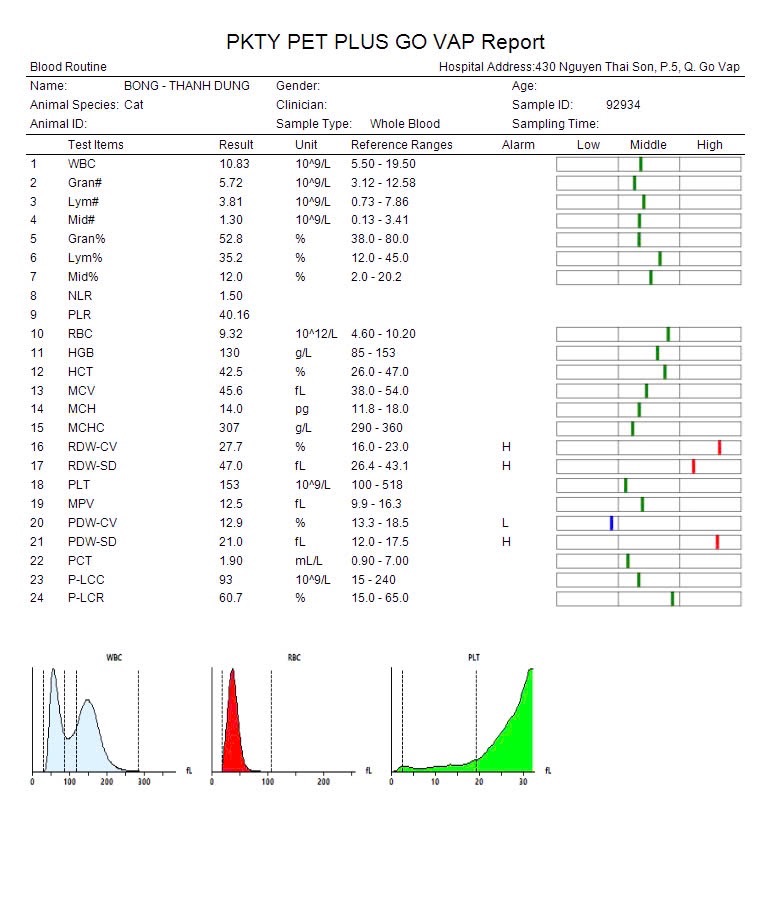 PKTY PET PLUS GO VAP Report
Blood Routine Hospital Address:430 Nguyen Thai Son, P.5, Q. Go Vap
Name: BONG - THANH DUNG Gender: Age:
Animal Species: Cat Clinician: Sample ID: 92934
Animal ID: Sample Type: Whole Blood Sampling Time:
Test Items Result Unit Reference Ranges Alarm Low Middle High
1 WBC 10.83 10^9/L 5.50 - 19.50
2 Gran# 5.72 10^9/L 3.12 - 12.58
3 Lym# 3.81 10^9/L 0.73 - 7.86
4 Mid# 1.30 10^9/L 0.13 - 3.41
5 Gran% 52.8 % 38.0 - 80.0
6 Lym% 35.2 % 12.0 - 45.0
7 Mid% 12.0 % 2.0 - 20.2
8 NLR 1.50
9 PLR 40.16
10 RBC 9.32 10^12/L 4.60 - 10.20
11 HGB 130 g/L 85 - 153
12 HCT 42.5 % 26.0 - 47.0
13 MCV 45.6 fL 38.0 - 54.0
14 MCH 14.0 pg 11.8 - 18.0
15 MCHC 307 g/L 290 - 360
16 RDW-CV 27.7 % 16.0 - 23.0 H
17 RDW-SD 47.0 fL 26.4 - 43.1 H
18 PLT 153 10^9/L 100 - 518
19 MPV 12.5 fL 9.9 - 16.3
20 PDW-CV 12.9 % 13.3 - 18.5 L
21 PDW-SD 21.0 fL 12.0 - 17.5 H
22 PCT 1.90 mL/L 0.90 - 7.00
23 P-LCC 93 10^9/L 15 - 240
24 P-LCR 60.7 % 15.0 - 65.0
WBC RBC PLT
fL fL fL
0 100 200 300 0 100 200 0 10 20 30